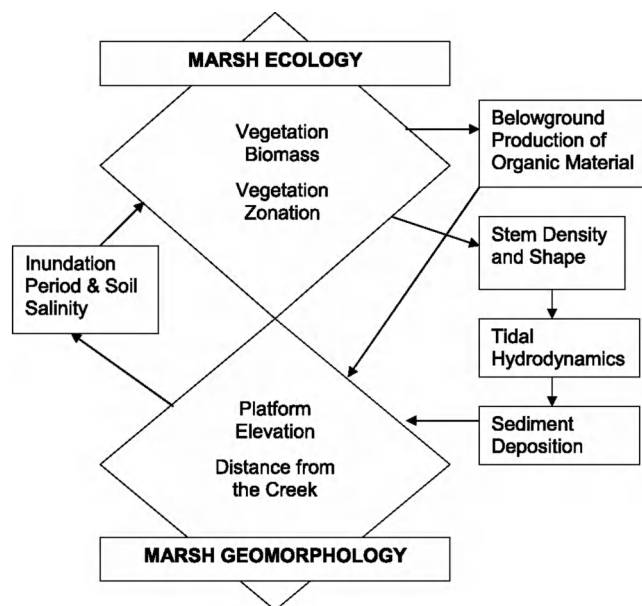 MARSH ECOLOGY
Vegetation
Biomass
Vegetation
Zonation
Belowground
Production of
Organic Material
Stem Density
and Shape
Inundation
Period & Soil
Salinity
Tidal
Hydrodynamics
Platform
Elevation
Distance from
the Creek
Sediment
Deposition
MARSH GEOMORPHOLOGY